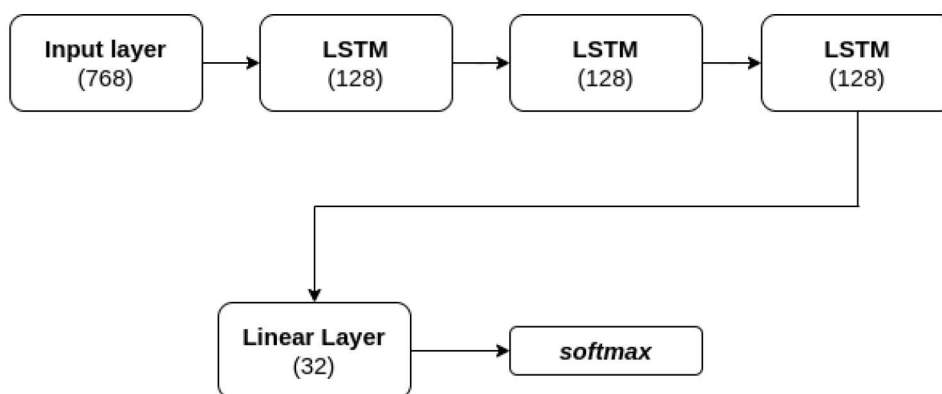 Input layer
(768)
LSTM
(128)
LSTM
(128)
LSTM
(128)
Linear Layer
(32)
softmax